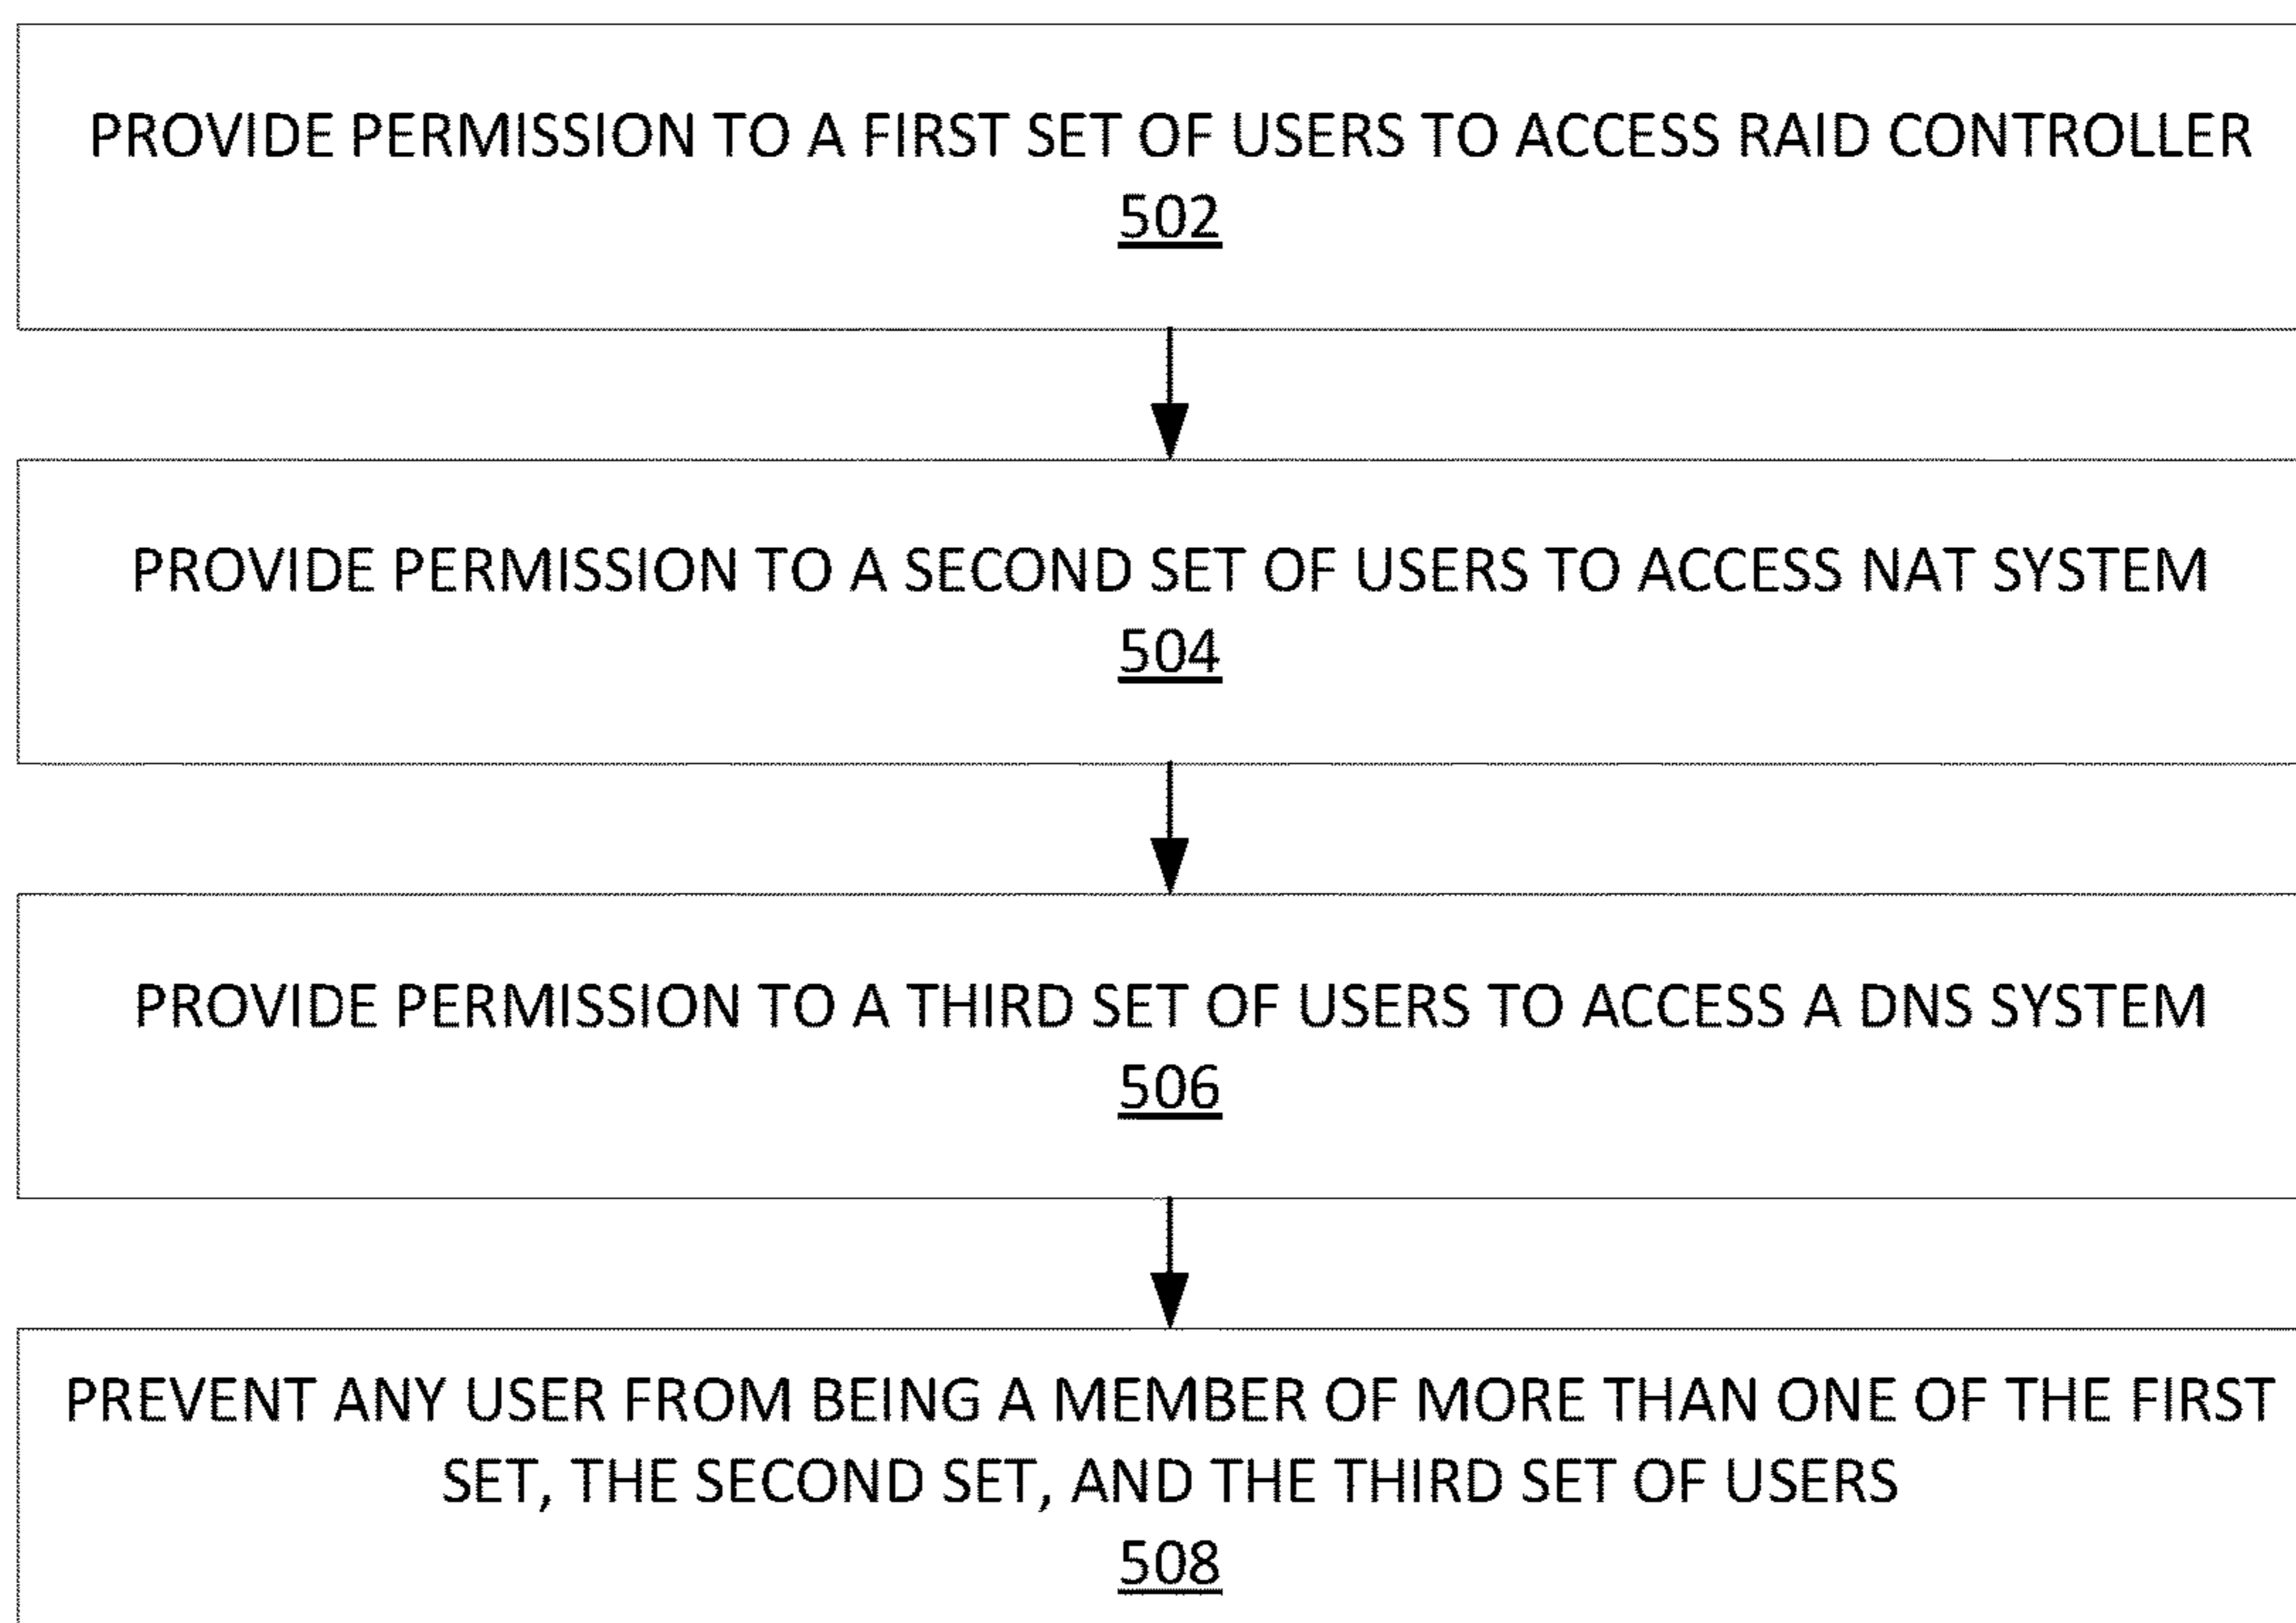 PROVIDE PERMISSION TO A FIRST SET OF USERS TO ACCESS RAID CONTROLLER
502
PROVIDE PERMISSION TO A SECOND SET OF USERS TO ACCESS NAT SYSTEM
504
PROVIDE PERMISSION TO A THIRD SET OF USERS TO ACCESS A DNS SYSTEM
506
PREVENT ANY USER FROM BEING A MEMBER OF MORE THAN ONE OF THE FIRST
SET, THE SECOND SET, AND THE THIRD SET OF USERS
508